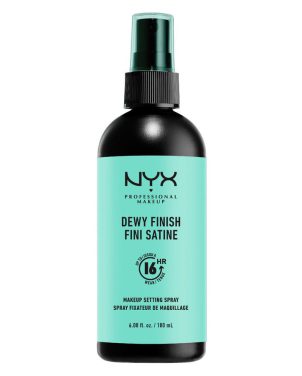 NYX
PROFESSIONAL
MAKEUP
DEWY FINISH
FINI SATINE
16 HR
MAKEUP SETTING SPRAY
SPRAY FIXATEUR DE MAQUILLAGE
6.08 fl. oz. / 180 mL